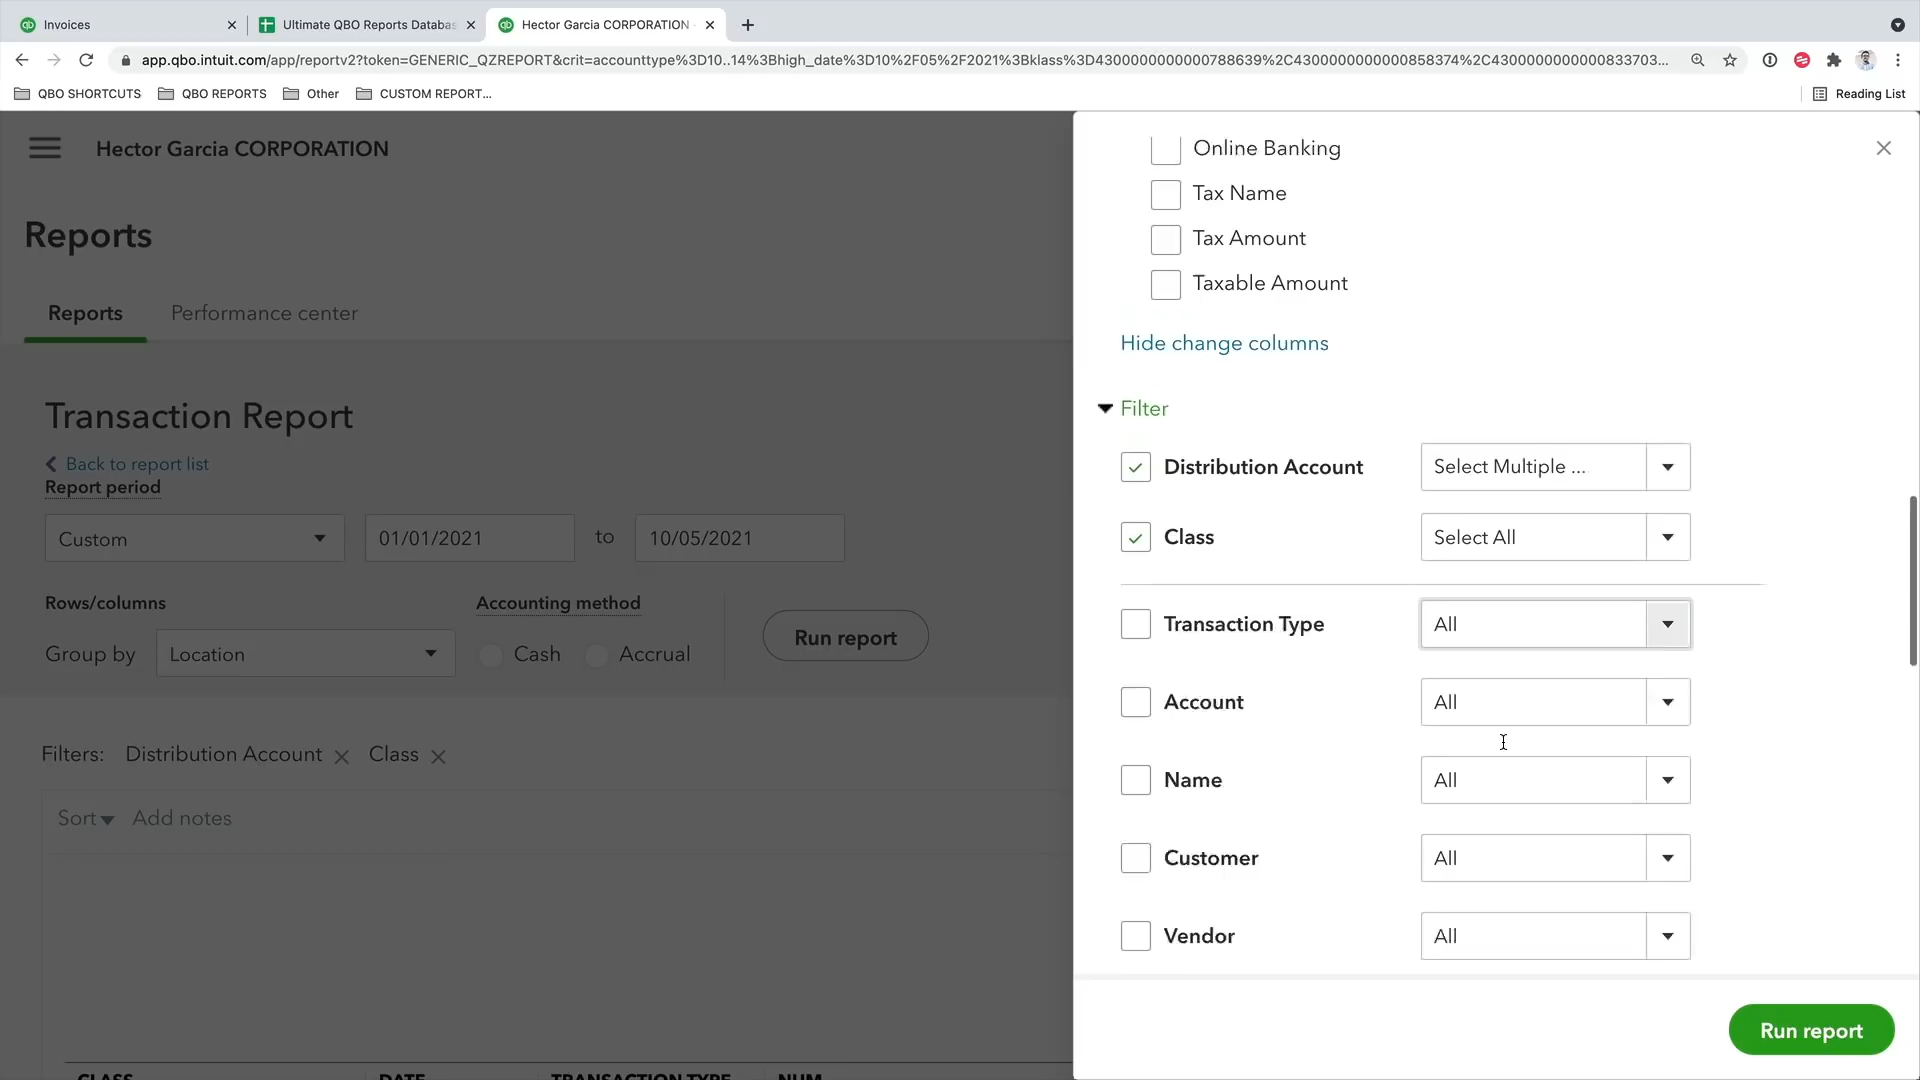 Invoices
Ultimate QBO Reports Databas
Hector Garcia CORPORATION
app.qbo.intuit.com/app/reportv2?token=GENERIC_QZREPORT&crit=accounttype%3D10..14%3Bhigh_date%3D10%2F05%2F2021%3Bklass%3D4300000000000788639%2C4300000000000858374%2C4300000000000833703...
QBO SHORTCUTS
QBO REPORTS
Other
CUSTOM REPORT...
Reading List
Hector Garcia CORPORATION
Reports
Reports
Performance center
Transaction Report
Back to report list
Report period
Custom
01/01/2021
to
10/05/2021
Rows/columns
Accounting method
Group by
Location
Cash
Accrual
Run report
Filters:
Distribution Account
Class
Sort
Add notes
CLASS
DATE
TRANSACTION TYPE
NUM
Online Banking
Tax Name
Tax Amount
Taxable Amount
Hide change columns
Filter
Distribution Account
Select Multiple ...
Class
Select All
Transaction Type
All
Account
All
Name
All
Customer
All
Vendor
All
Run report